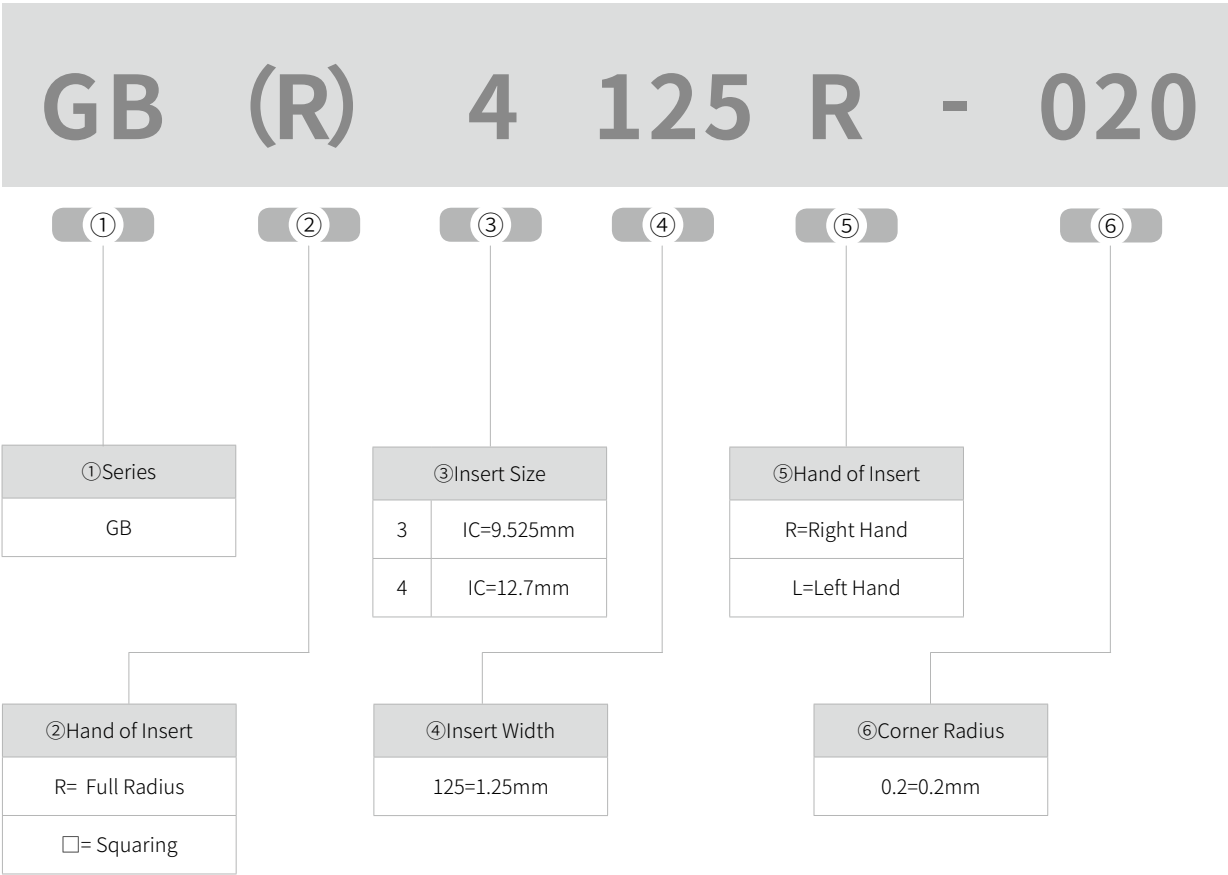 GB (R) 4 125 R - 020
① ② ③ ④ ⑤ ⑥
①Series
GB
③Insert Size
3 IC=9.525mm
4 IC=12.7mm
⑤Hand of Insert
R=Right Hand
L=Left Hand
②Hand of Insert
R= Full Radius
□= Squaring
④Insert Width
125=1.25mm
⑥Corner Radius
0.2=0.2mm